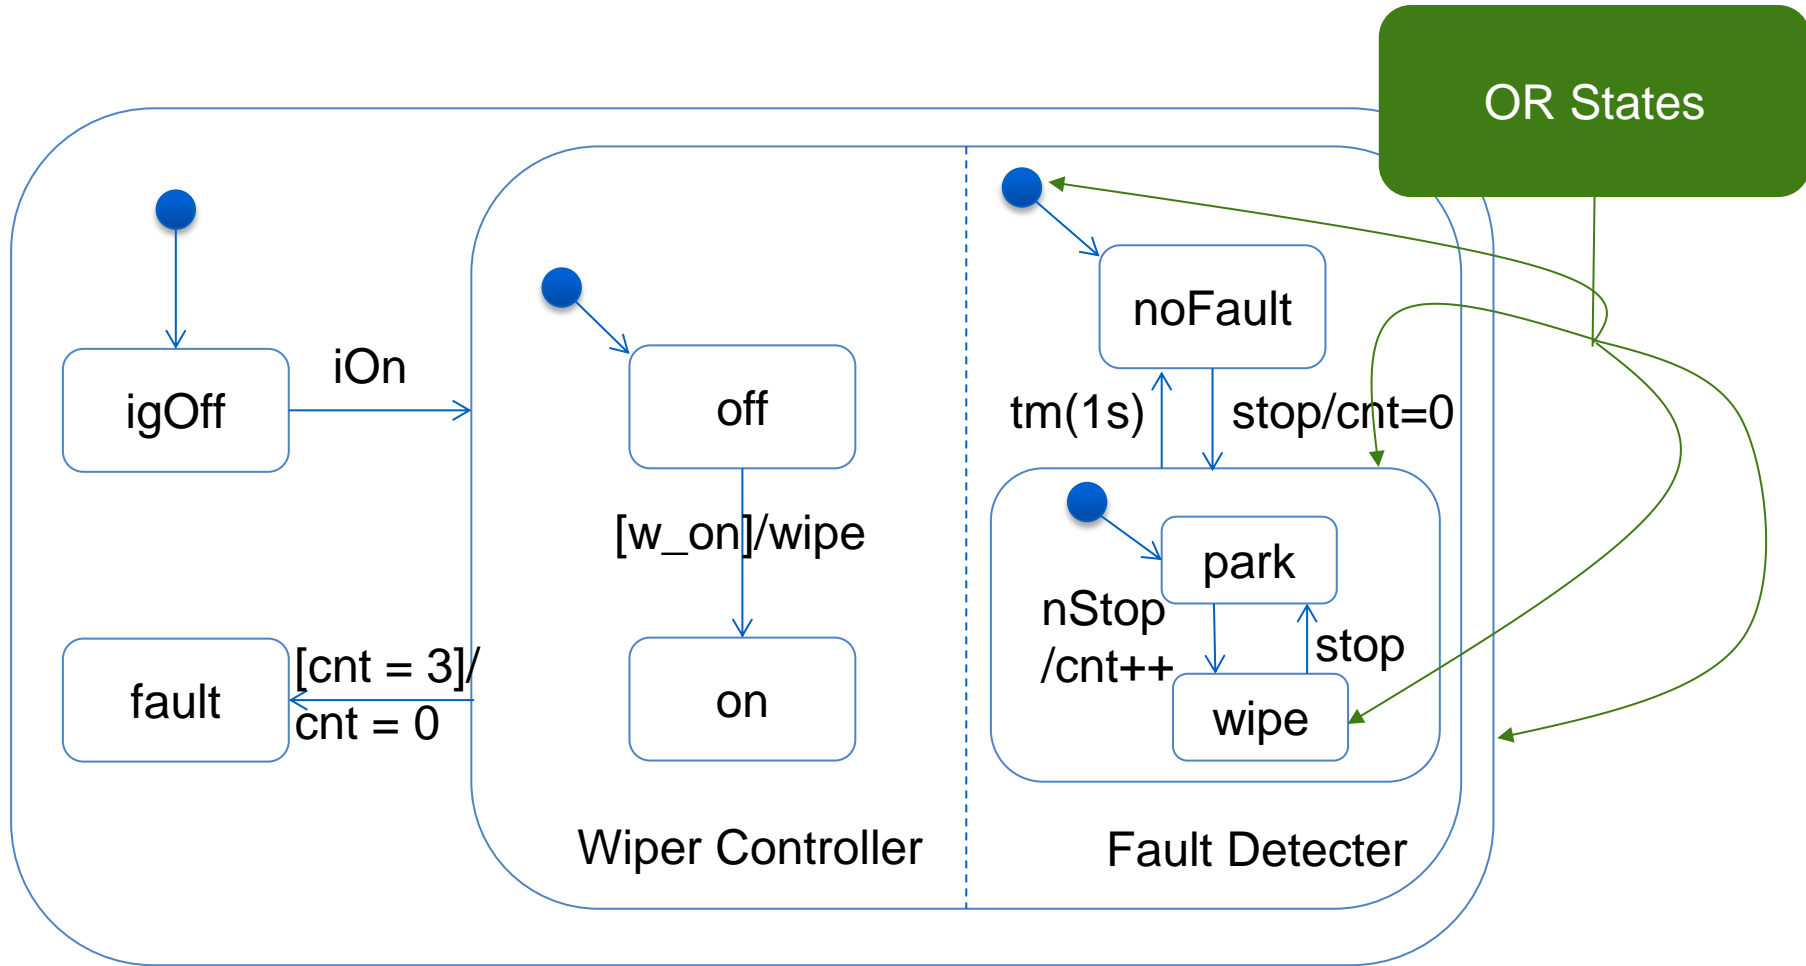 OR States
igOff
iOn
off
noFault
tm(1s)
stop/cnt=0
[w_on]/wipe
park
nStop
/cnt++
stop
fault
[cnt = 3]/
cnt = 0
on
wipe
Wiper Controller
Fault Detecter